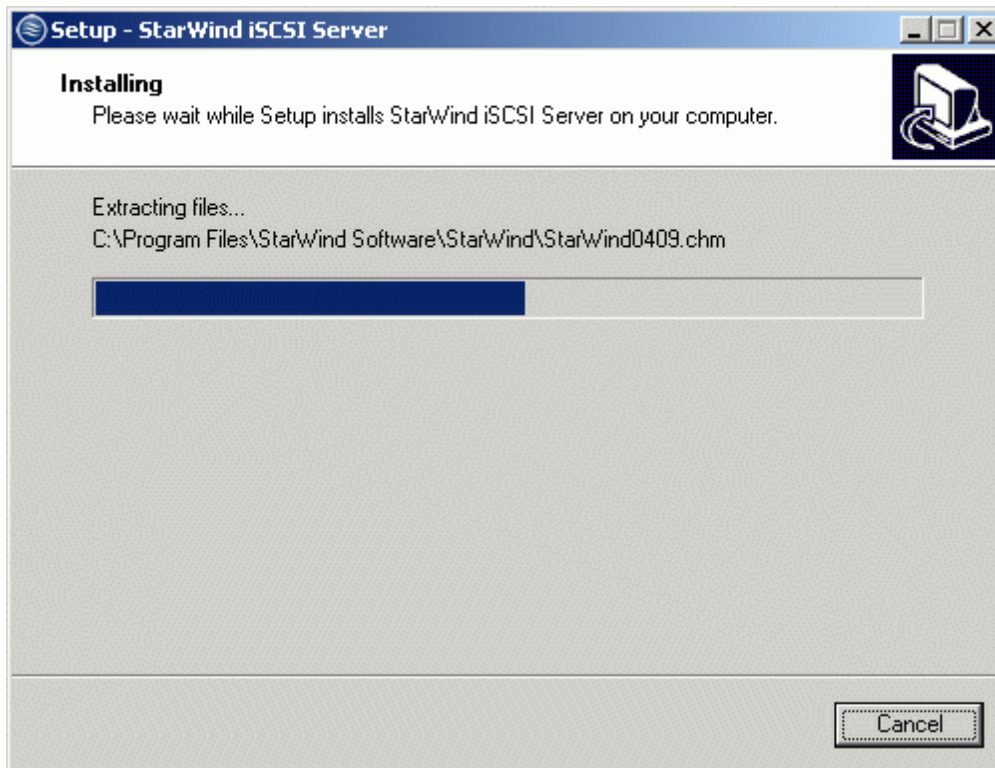 Setup - StarWind iSCSI Server
Installing
Please wait while Setup installs StarWind iSCSI Server on your computer.
Extracting files...
C:\Program Files\StarWind Software\StarWind\StarWind0409.chm
Cancel